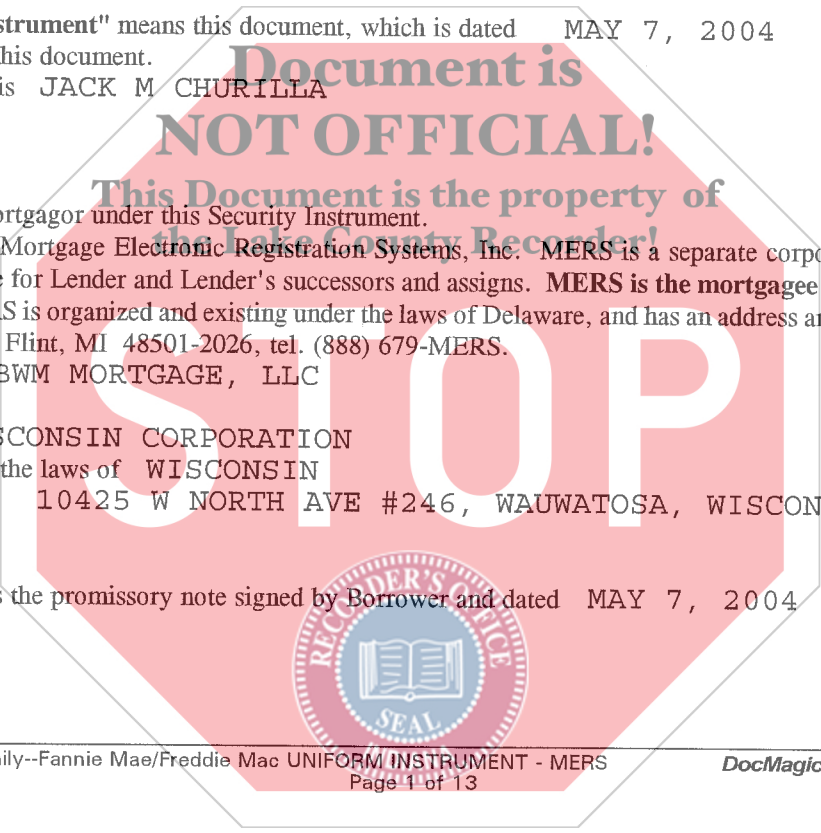 strument" means this document, which is dated MAY 7, 2004
his document.
is JACK M CHURILLA
Document is
NOT OFFICIAL!
This Document is the property of
the Lake County Recorder!
ortgagor under this Security Instrument.
Mortgage Electronic Registration Systems, Inc. MERS is a separate corpo
e for Lender and Lender's successors and assigns. MERS is the mortgagee
S is organized and existing under the laws of Delaware, and has an address a
Flint, MI 48501-2026, tel. (888) 679-MERS.
BWM MORTGAGE, LLC
SCONSIN CORPORATION
the laws of WISCONSIN
10425 W NORTH AVE #246, WAUWATOSA, WISCON
STOP
s the promissory note signed by Borrower and dated MAY 7, 2004
RECORDER'S OFFICE
SEAL
INDIANA
ily--Fannie Mae/Freddie Mac UNIFORM INSTRUMENT - MERS DocMagic
Page 1 of 13